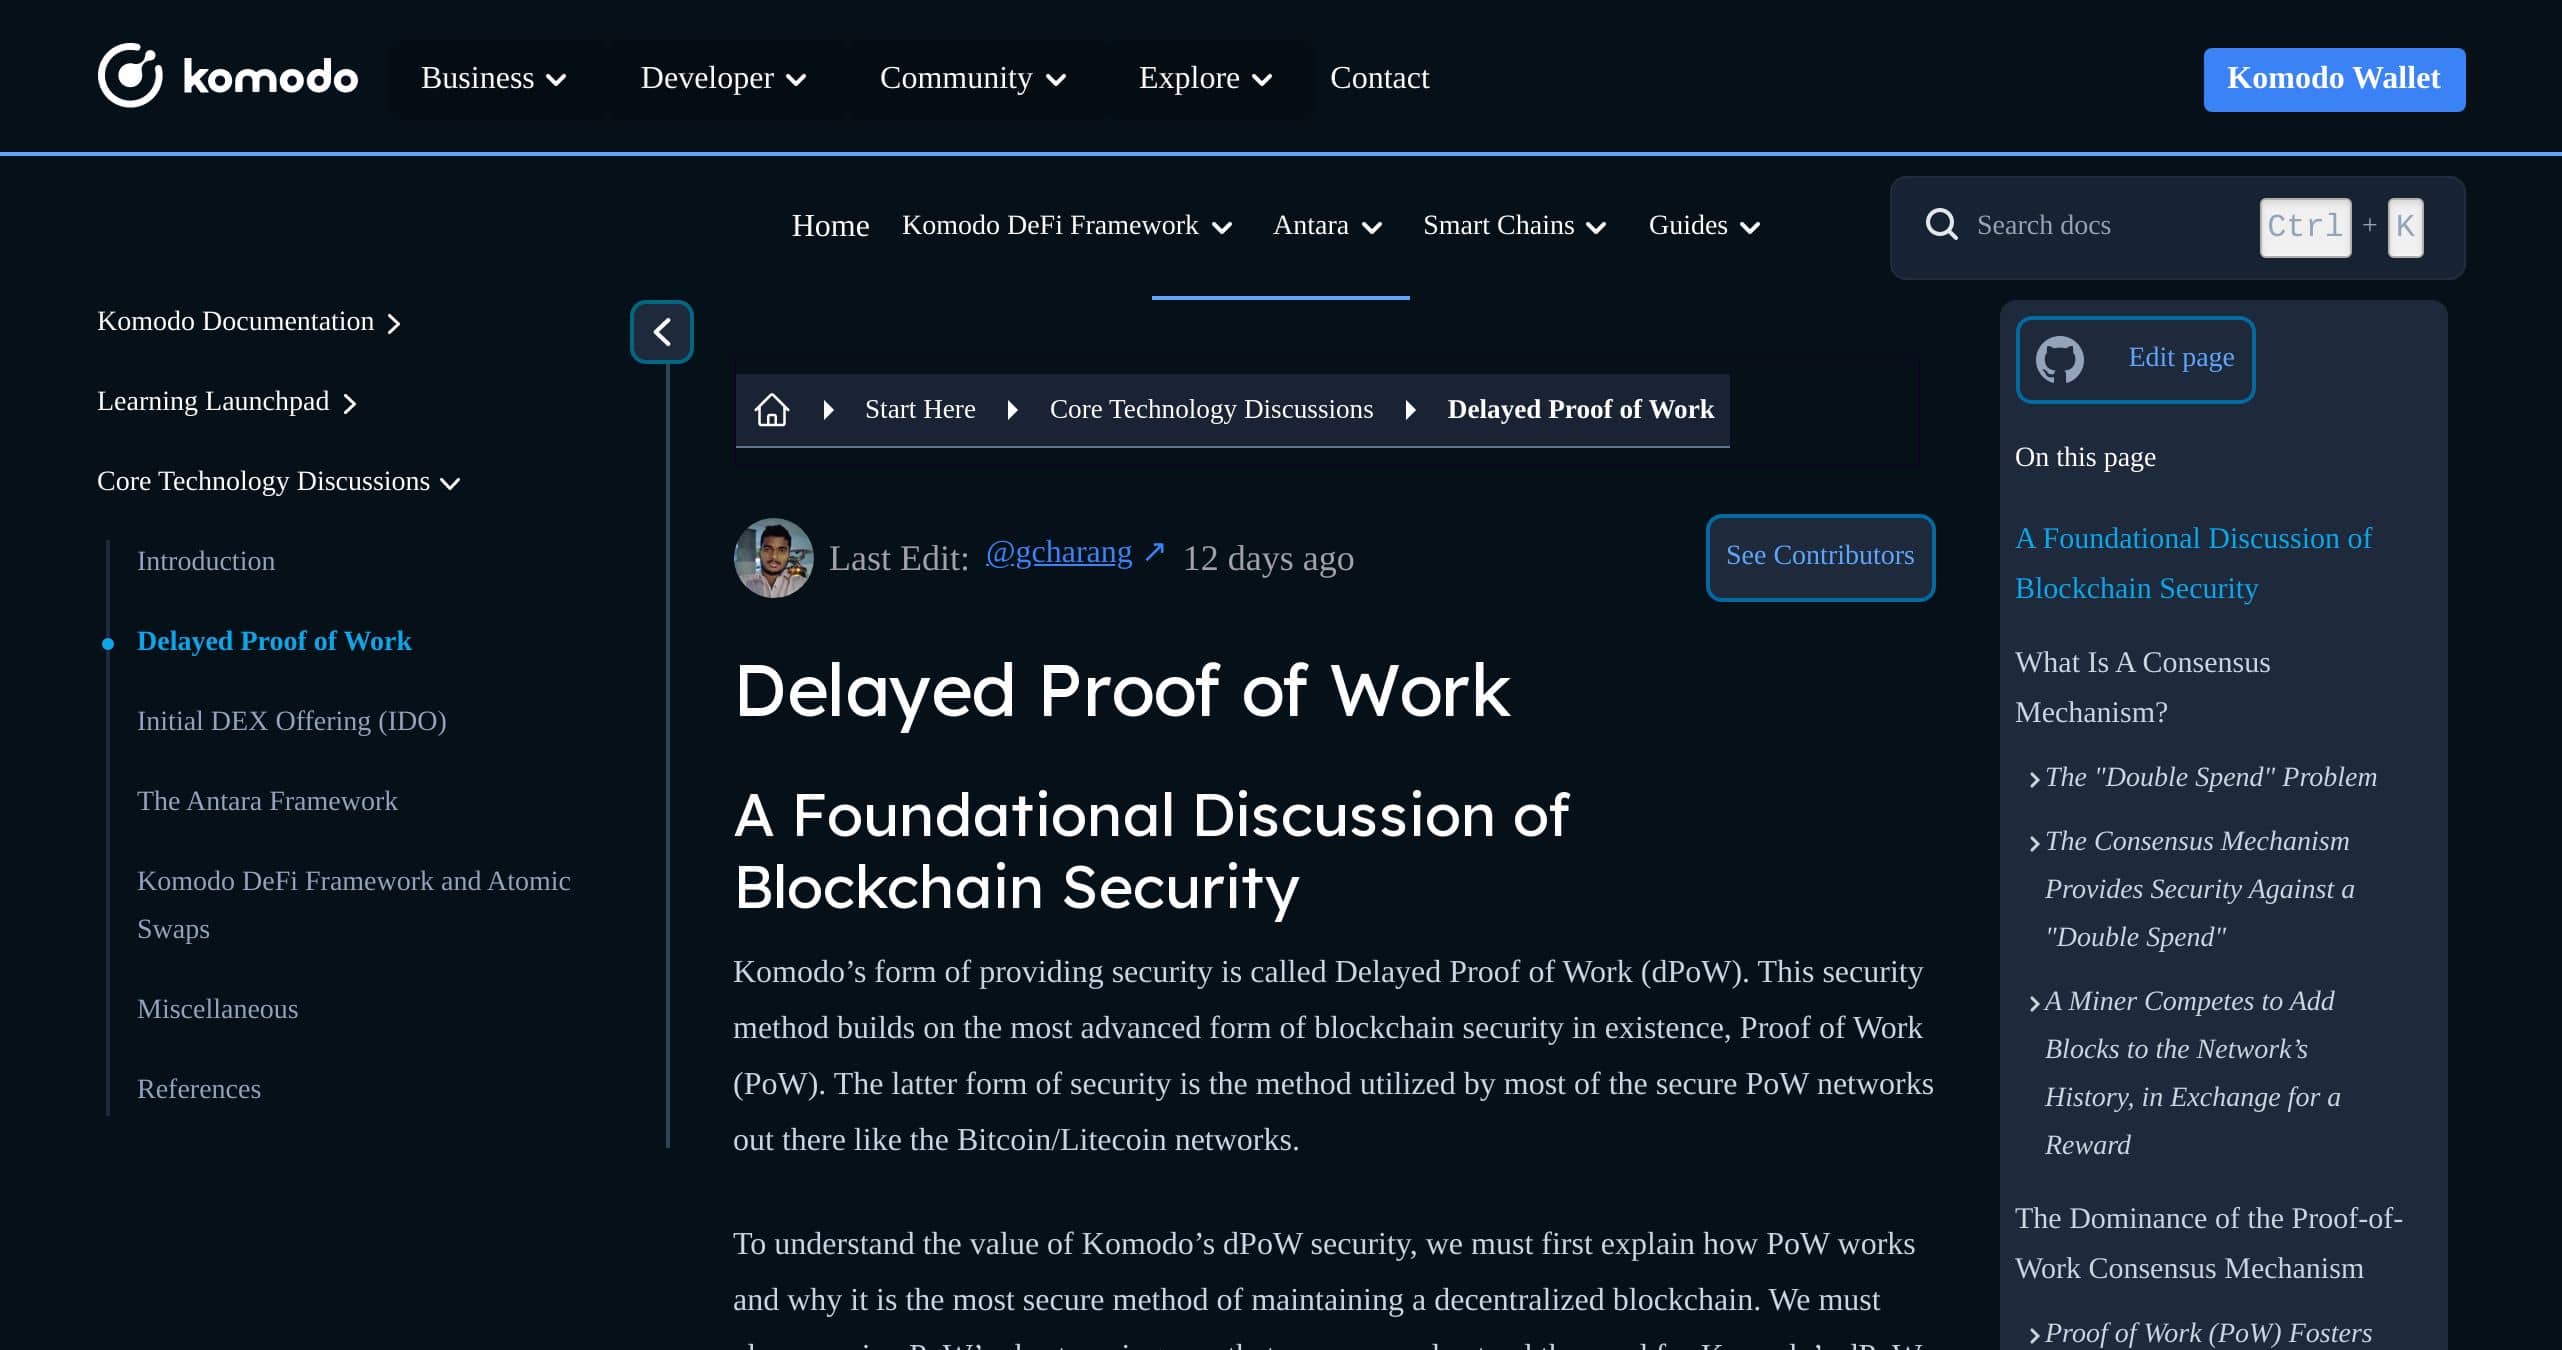 komodo
Business
Developer
Community
Explore
Contact
Komodo Wallet
Home
Komodo DeFi Framework
Antara
Smart Chains
Guides
Search docs
Ctrl + K
Komodo Documentation
Learning Launchpad
Core Technology Discussions
Introduction
Delayed Proof of Work
Initial DEX Offering (IDO)
The Antara Framework
Komodo DeFi Framework and Atomic
Swaps
Miscellaneous
References
Start Here
Core Technology Discussions
Delayed Proof of Work
Last Edit: @gcharang ↗ 12 days ago
See Contributors
Delayed Proof of Work
A Foundational Discussion of
Blockchain Security
Komodo’s form of providing security is called Delayed Proof of Work (dPoW). This security
method builds on the most advanced form of blockchain security in existence, Proof of Work
(PoW). The latter form of security is the method utilized by most of the secure PoW networks
out there like the Bitcoin/Litecoin networks.
To understand the value of Komodo’s dPoW security, we must first explain how PoW works
and why it is the most secure method of maintaining a decentralized blockchain. We must
Edit page
On this page
A Foundational Discussion of
Blockchain Security
What Is A Consensus
Mechanism?
The "Double Spend" Problem
The Consensus Mechanism
Provides Security Against a
"Double Spend"
A Miner Competes to Add
Blocks to the Network’s
History, in Exchange for a
Reward
The Dominance of the Proof-of-
Work Consensus Mechanism
Proof of Work (PoW) Fosters